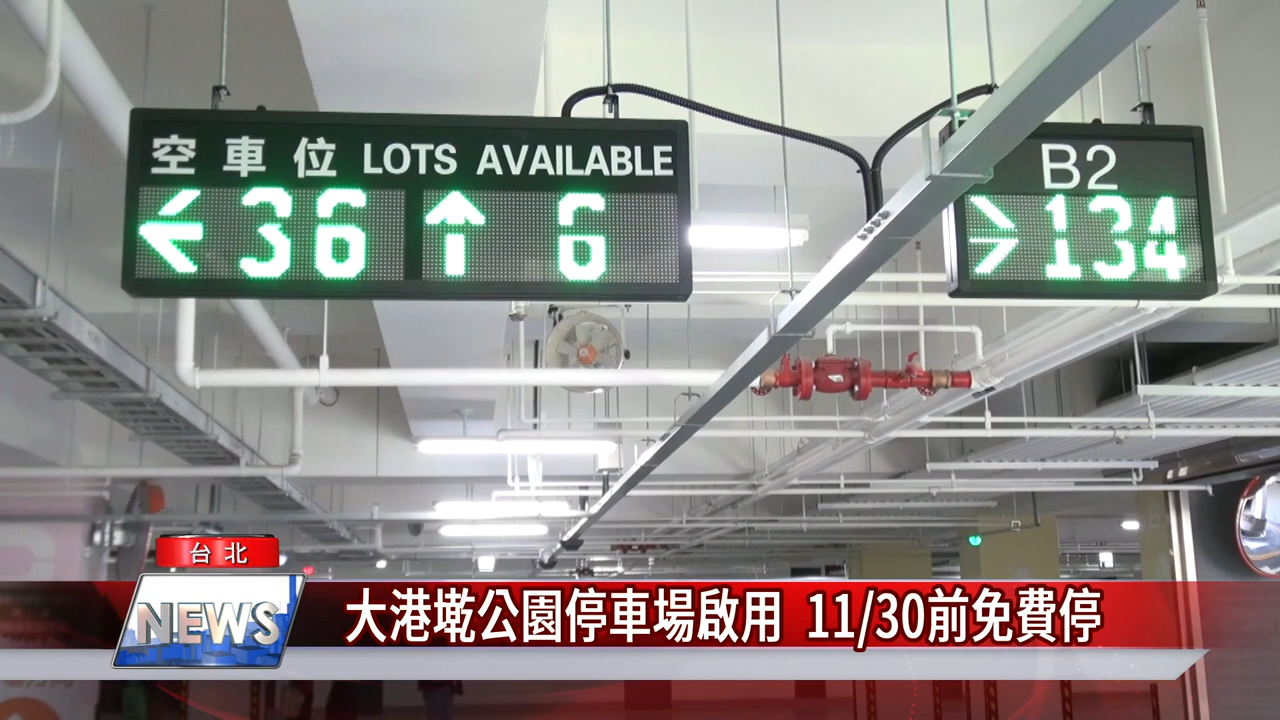 空車位 LOTS AVAILABLE
← 36 ↑ 6
B2
→ 134
台北
NEWS
大港墘公園停車場啟用 11/30前免費停